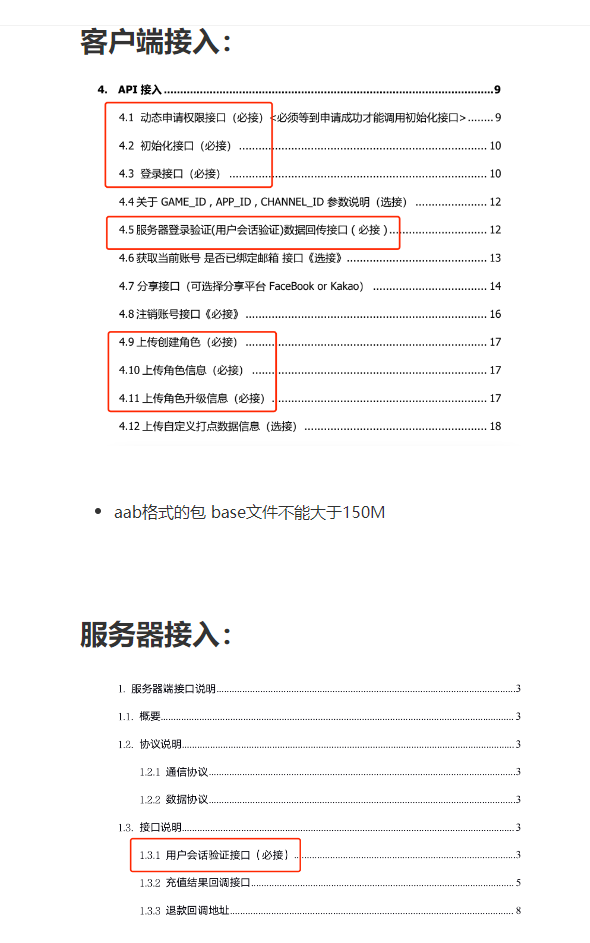 客户端接入：
4. API 接入 ........ 9
4.1 动态申请权限接口（必接）<必须等到申请成功才能调用初始化接口> ........ 9
4.2 初始化接口（必接） ........ 10
4.3 登录接口（必接） ........ 10
4.4 关于 GAME_ID , APP_ID , CHANNEL_ID 参数说明（选接） ........ 12
4.5 服务器登录验证(用户会话验证)数据回传接口（必接） ........ 12
4.6 获取当前账号 是否已绑定邮箱 接口《选接》 ........ 13
4.7 分享接口（可选择分享平台 FaceBook or Kakao） ........ 14
4.8 注销账号接口《必接》 ........ 16
4.9 上传创建角色（必接） ........ 17
4.10 上传角色信息（必接） ........ 17
4.11 上传角色升级信息（必接） ........ 17
4.12 上传自定义打点数据信息（选接） ........ 18
• aab格式的包 base文件不能大于150M
服务器接入：
1. 服务器端接口说明 ........ 3
1.1. 概要 ........ 3
1.2. 协议说明 ........ 3
1.2.1 通信协议 ........ 3
1.2.2 数据协议 ........ 3
1.3. 接口说明 ........ 3
1.3.1 用户会话验证接口（必接） ........ 3
1.3.2 充值结果回调接口 ........ 5
1.3.3 退款回调地址 ........ 8